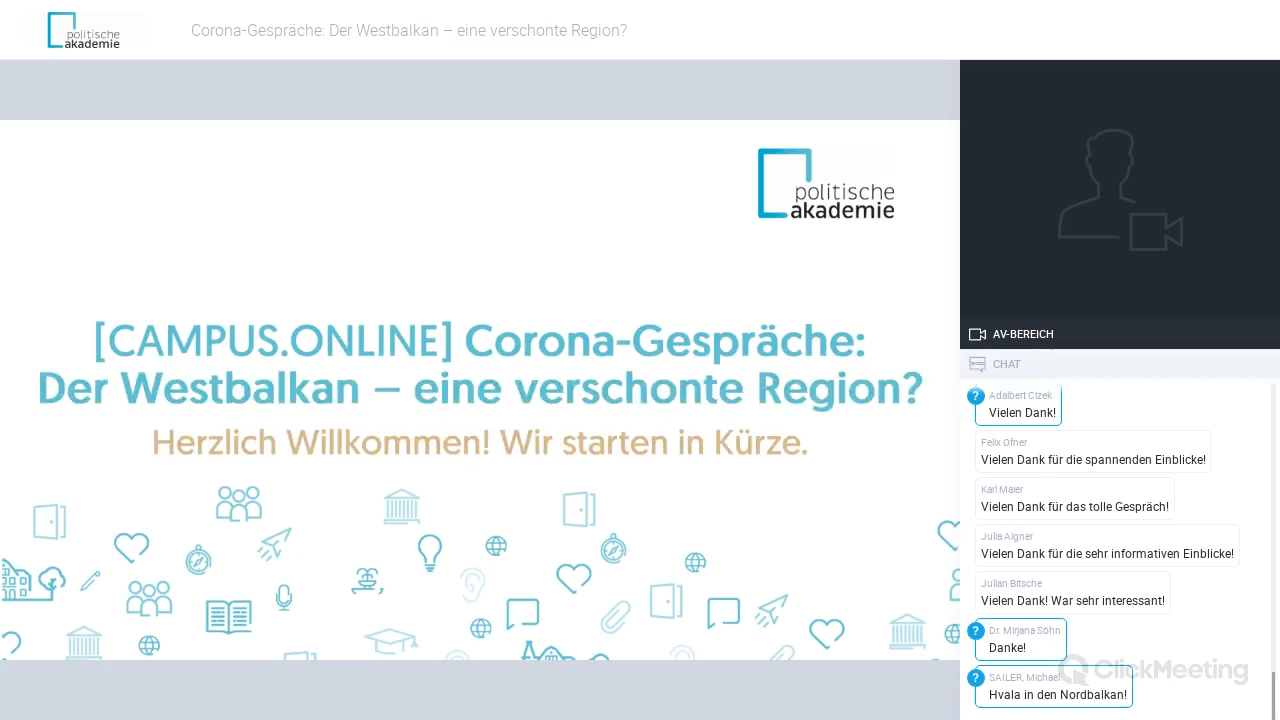 politische
akademie
Corona-Gespräche: Der Westbalkan – eine verschonte Region?
politische
akademie
[CAMPUS.ONLINE] Corona-Gespräche:
Der Westbalkan – eine verschonte Region?
Herzlich Willkommen! Wir starten in Kürze.
AV-BEREICH
CHAT
?
Adalbert Cizek
Vielen Dank!
Felix Ofner
Vielen Dank für die spannenden Einblicke!
Karl Maier
Vielen Dank für das tolle Gespräch!
Julia Aigner
Vielen Dank für die sehr informativen Einblicke!
Julian Bitsche
Vielen Dank! War sehr interessant!
?
Dr. Mirjana Söhn
Danke!
?
SAILER, Michael
Hvala in den Nordbalkan!
ClickMeeting